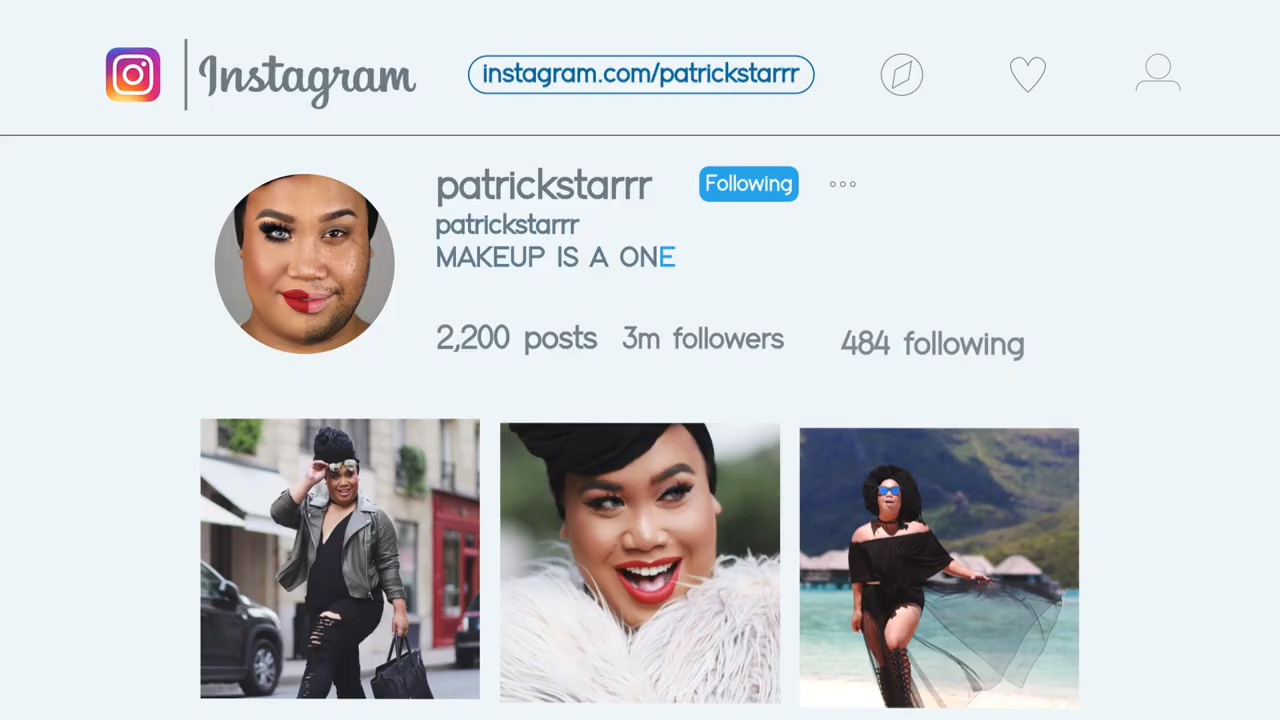 Instagram
instagram.com/patrickstarrr
patrickstarrr
Following
patrickstarrr
MAKEUP IS A ONE
2,200 posts
3m followers
484 following